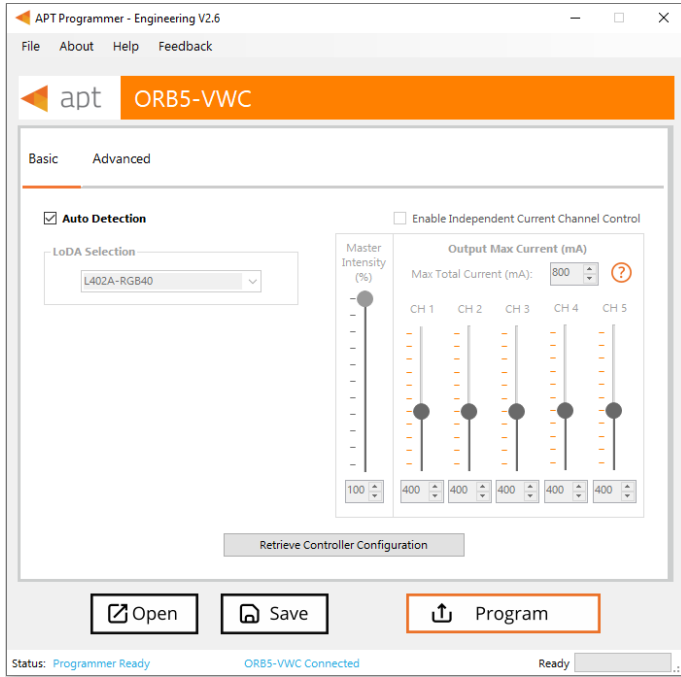 APT Programmer - Engineering V2.6
File About Help Feedback
apt ORB5-VWC
Basic Advanced
Auto Detection
Enable Independent Current Channel Control
LoDA Selection
L402A-RGB40
Master Intensity (%)
Output Max Current (mA)
Max Total Current (mA): 800 ?
CH 1 CH 2 CH 3 CH 4 CH 5
100 400 400 400 400 400
Retrieve Controller Configuration
Open Save Program
Status: Programmer Ready ORB5-VWC Connected Ready